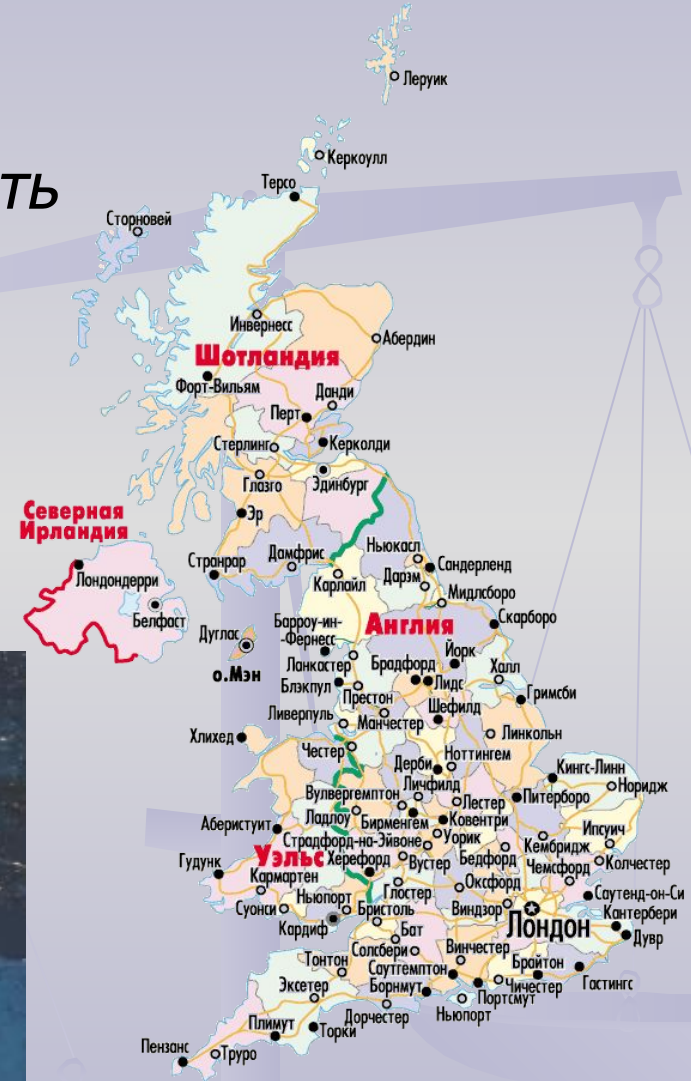 Леруик
Керкоулл
ть
Терсо
Сторновей
Инвернесс
Абердин
Шотландия
Форт-Вильям
Данди
Перт
Стерлинг
Керколди
Глазго
Эдинбург
Северная
Ирландия
Эр
Ньюкасл
Дамфрис
Сандерленд
Странрар
Лондондерри
Карлайл
Дарэм
Мидлсборо
Белфаст
Скарборо
Барроу-ин-
-Фернесс
Англия
Дуглас
Йорк
Ланкастер
Брадфорд
Халл
о.Мэн
Блэкпул
Лидс
Престон
Гримсби
Шефилд
Ливерпуль
Манчестер
Линкольн
Хлихед
Честер
Ноттингем
Дерби
Кингс-Линн
Личфилд
Норидж
Вулвергемптон
Лестер
Питерборо
Ладлоу
Бирменгем
Ковентри
Аберистуит
Ипсуич
Страдфорд-на-Эйвоне
Уорик
Кембридж
Уэльс
Херефорд
Вустер
Бедфорд
Гудунк
Чемсфорд
Колчестер
Кармартен
Глостер
Оксфорд
Саутенд-он-Си
Ньюпорт
Суонси
Бристоль
Виндзор
Лондон
Кантербери
Кардиф
Бат
Дувр
Солсбери
Винчестер
Тонтон
Саутгемптон
Брайтон
Эксетер
Борнмут
Чичестер
Гастингс
Портсмут
Дорчестер
Ньюпорт
Плимут
Торки
Пензанс
Труро